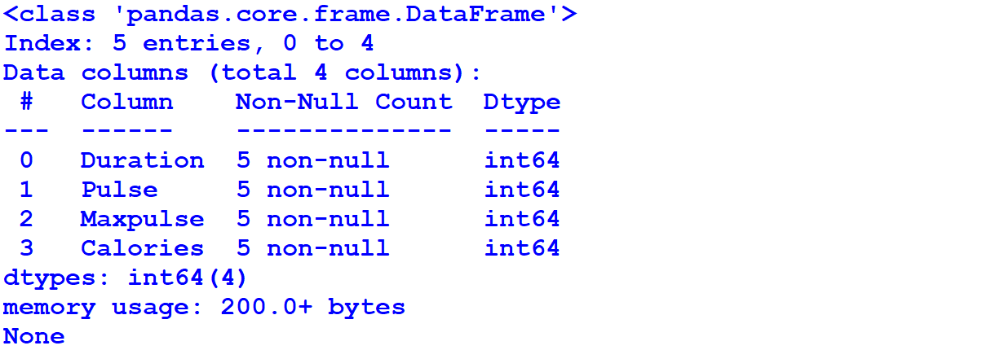 <class 'pandas.core.frame.DataFrame'>
Index: 5 entries, 0 to 4
Data columns (total 4 columns):
 #   Column    Non-Null Count  Dtype
---  ------    --------------  -----
 0   Duration  5 non-null      int64
 1   Pulse     5 non-null      int64
 2   Maxpulse  5 non-null      int64
 3   Calories  5 non-null      int64
dtypes: int64(4)
memory usage: 200.0+ bytes
None